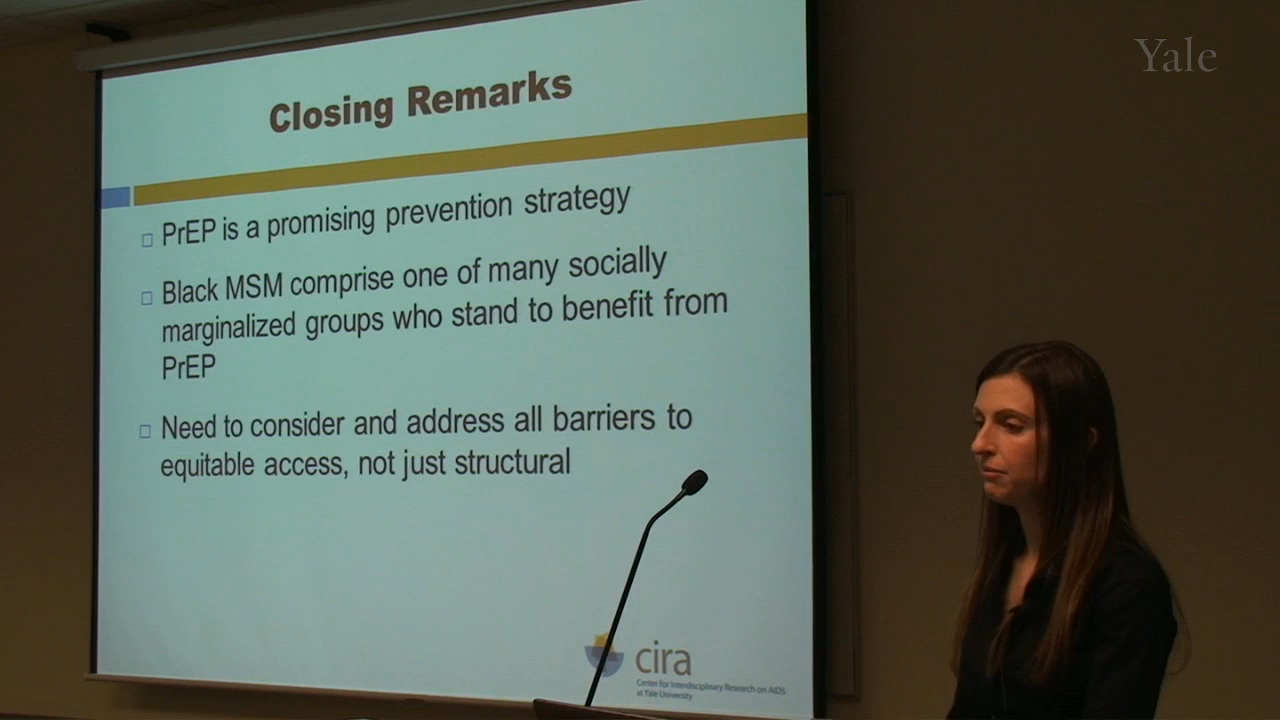 Yale
Closing Remarks
PrEP is a promising prevention strategy
Black MSM comprise one of many socially
marginalized groups who stand to benefit from
PrEP
Need to consider and address all barriers to
equitable access, not just structural
cira
Center for Interdisciplinary Research on AIDS
at Yale University